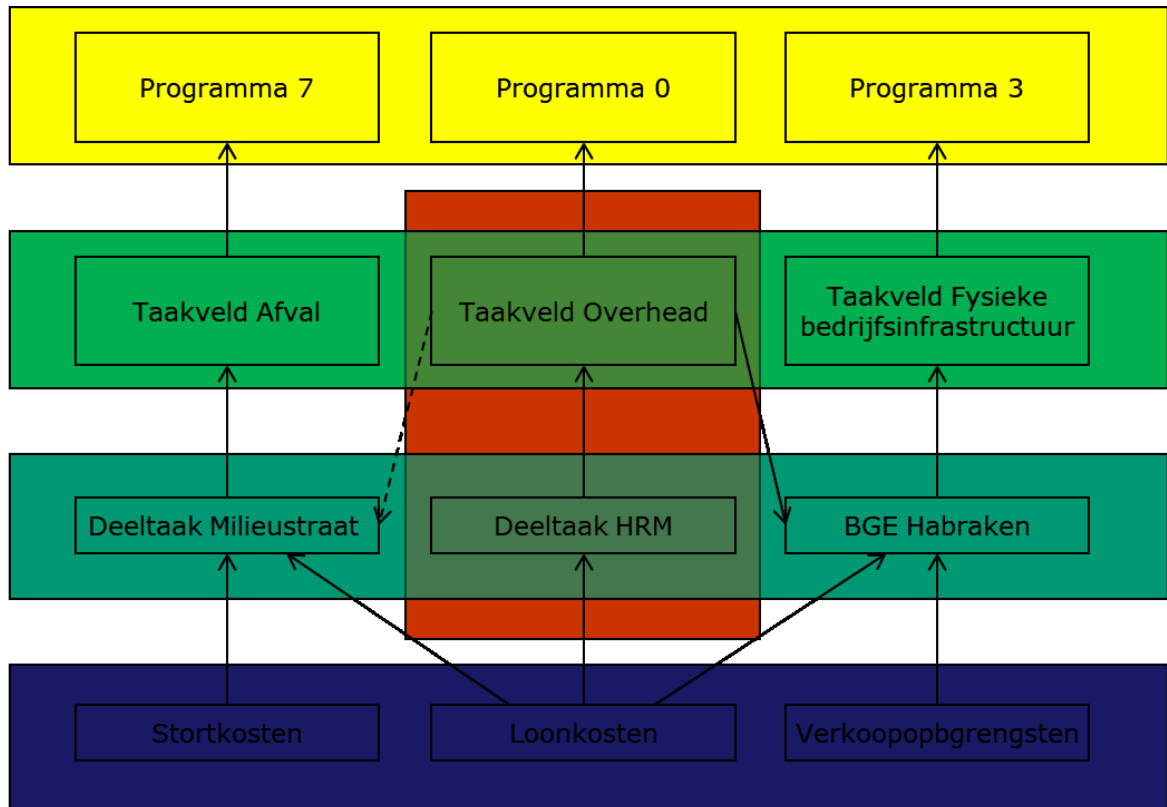 Programma 7
Programma 0
Programma 3
Taakveld Afval
Taakveld Overhead
Taakveld Fysieke
bedrijfsinfrastructuur
Deeltaak Milieustraat
Deeltaak HRM
BGE Habraken
Stortkosten
Loonkosten
Verkoopopbgrengsten